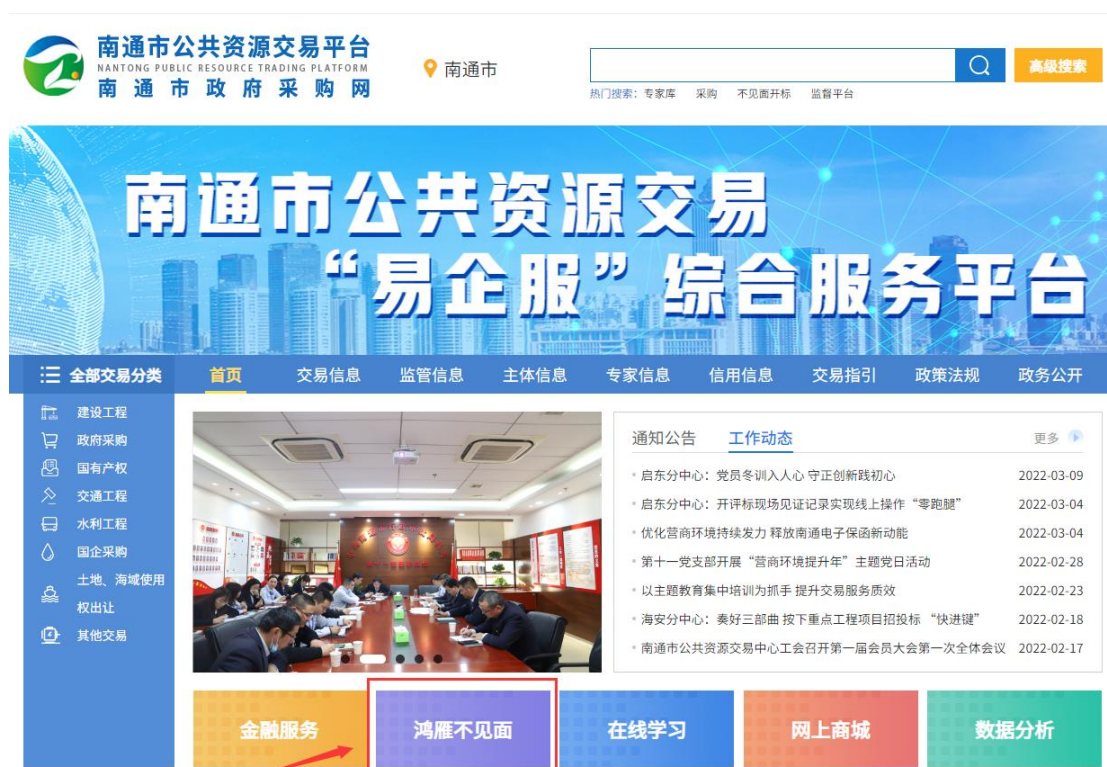 南通市公共资源交易平台
NANTONG PUBLIC RESOURCE TRADING PLATFORM
南通市政府采购网
南通市
高级搜索
热门搜索: 专家库 采购 不见面开标 监督平台
南通市公共资源交易
“易企服”综合服务平台
全部交易分类 首页 交易信息 监管信息 主体信息 专家信息 信用信息 交易指引 政策法规 政务公开
建设工程
政府采购
国有产权
交通工程
水利工程
国企采购
土地、海域使用
权出让
其他交易
通知公告 工作动态 更多
启东分中心：党员冬训入人心 守正创新践初心 2022-03-09
启东分中心：开评标现场见证记录实现线上操作“零跑腿” 2022-03-04
优化营商环境持续发力 释放南通电子保函新动能 2022-03-04
第十一党支部开展“营商环境提升年”主题党日活动 2022-02-28
以主题教育集中培训为抓手 提升交易服务质效 2022-02-23
海安分中心：奏好三部曲 按下重点工程项目招投标 “快进键” 2022-02-18
南通市公共资源交易中心工会召开第一届会员大会第一次全体会议 2022-02-17
金融服务 鸿雁不见面 在线学习 网上商城 数据分析